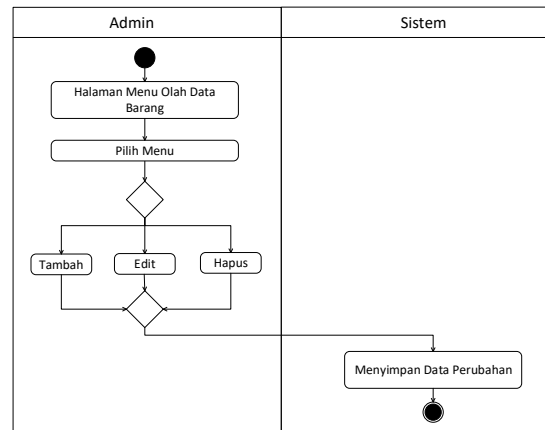 Admin
Sistem
Halaman Menu Olah Data
Barang
Pilih Menu
Tambah
Edit
Hapus
Menyimpan Data Perubahan